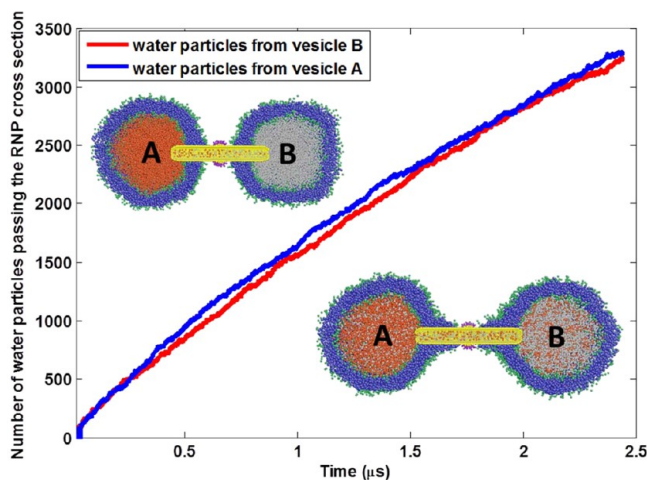 3500
3000
2500
2000
1500
1000
500
0
0.5
1
1.5
2
2.5
Number of water particles passing the RNP cross section
Time (μs)
water particles from vesicle B
water particles from vesicle A
A
B
A
B